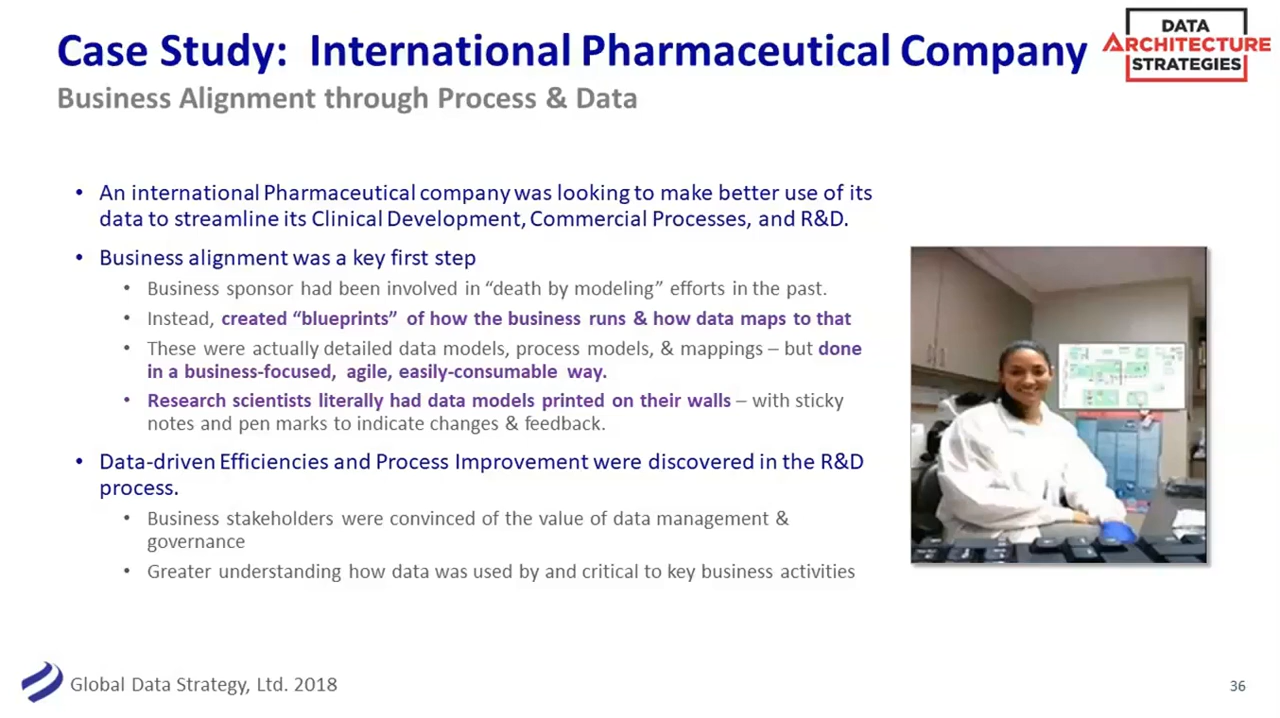 Case Study: International Pharmaceutical Company
DATA
ARCHITECTURE
STRATEGIES
Business Alignment through Process & Data
• An international Pharmaceutical company was looking to make better use of its
data to streamline its Clinical Development, Commercial Processes, and R&D.
• Business alignment was a key first step
• Business sponsor had been involved in “death by modeling” efforts in the past.
• Instead, created “blueprints” of how the business runs & how data maps to that
• These were actually detailed data models, process models, & mappings – but done
in a business-focused, agile, easily-consumable way.
• Research scientists literally had data models printed on their walls – with sticky
notes and pen marks to indicate changes & feedback.
• Data-driven Efficiencies and Process Improvement were discovered in the R&D
process.
• Business stakeholders were convinced of the value of data management &
governance
• Greater understanding how data was used by and critical to key business activities
Global Data Strategy, Ltd. 2018
36